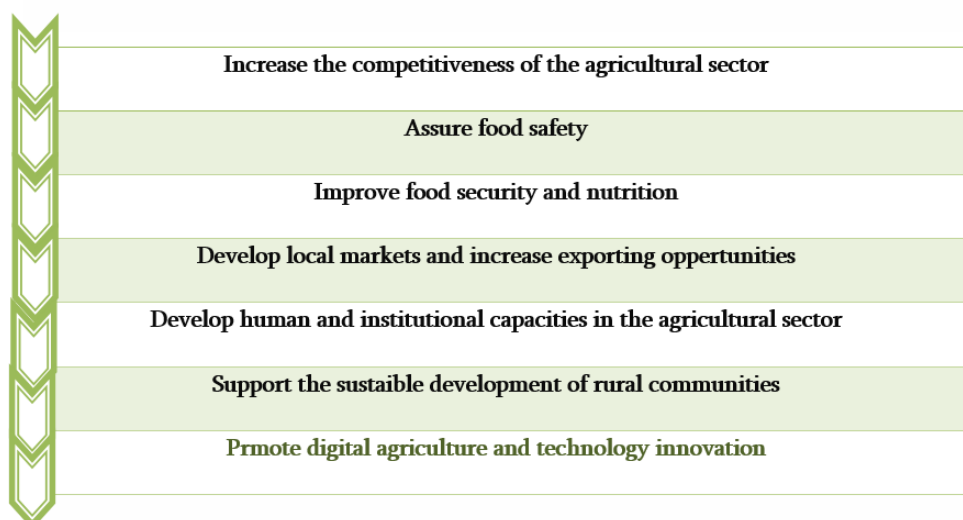 Increase the competitiveness of the agricultural sector
Assure food safety
Improve food security and nutrition
Develop local markets and increase exporting oppertunities
Develop human and institutional capacities in the agricultural sector
Support the sustaible development of rural communities
Prmote digital agriculture and technology innovation